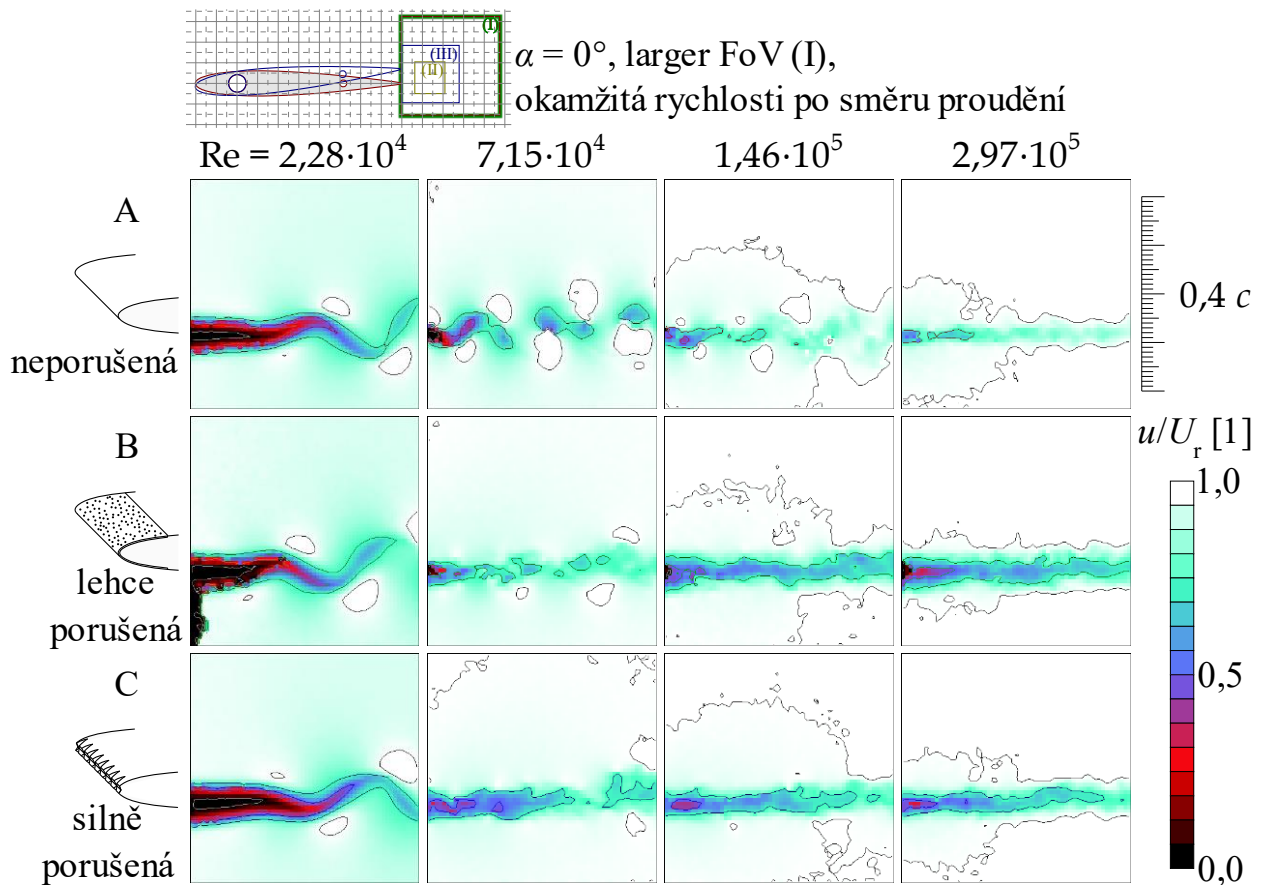 (I)
(III)
(II)
α = 0°, larger FoV (I),
okamžitá rychlosti po směru proudění
Re = 2,28·10⁴ 7,15·10⁴ 1,46·10⁵ 2,97·10⁵
A
neporušená
0,4 c
B
lehce
porušená
u/Uᵣ [1]
1,0
0,5
0,0
C
silně
porušená